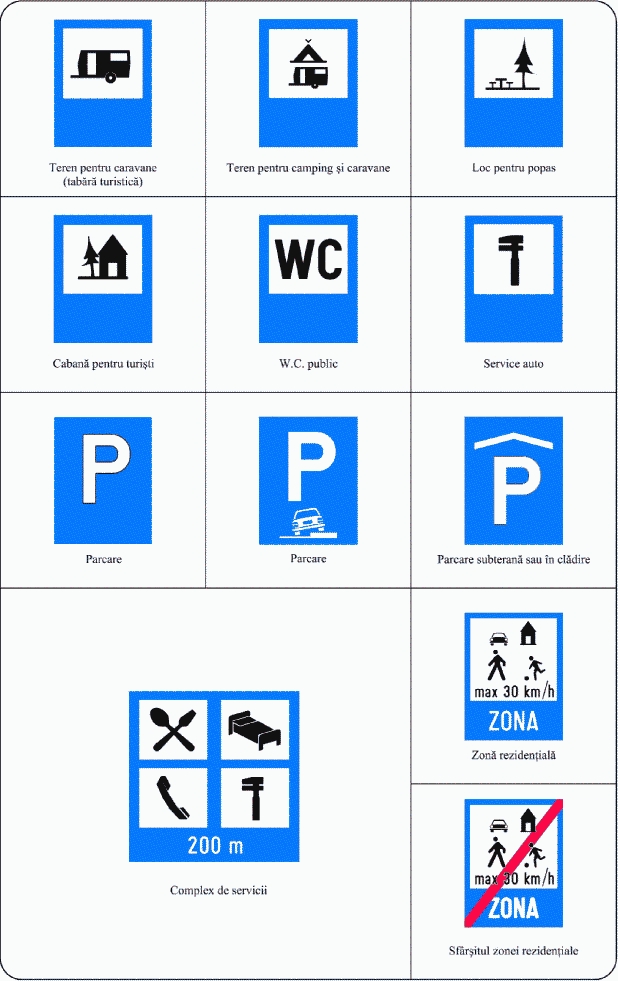 Teren pentru caravane
(tabără turistică)
Teren pentru camping și caravane
Loc pentru popas
WC
Cabană pentru turiști
W.C. public
Service auto
P
P
P
Parcare
Parcare
Parcare subterană sau în clădire
max 30 km/h
ZONA
Zonă rezidențială
200 m
Complex de servicii
max 30 km/h
ZONA
Sfârșitul zonei rezidențiale